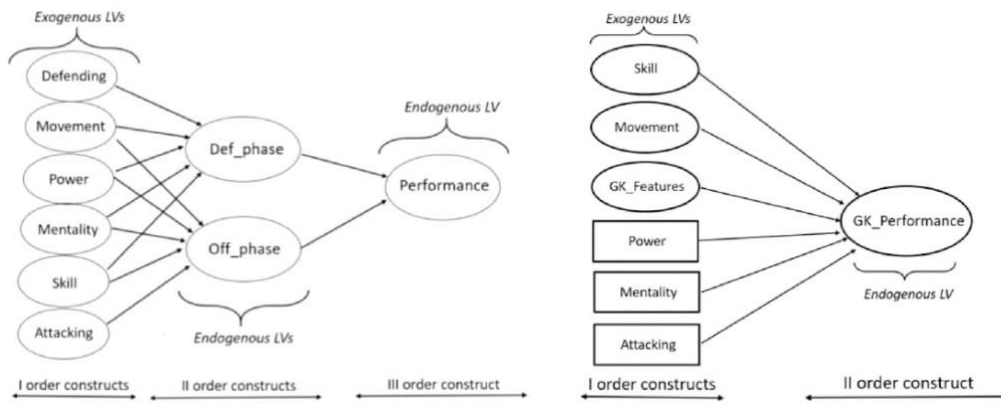 Exogenous LVs
Defending
Movement
Power
Mentality
Skill
Attacking
Def_phase
Off_phase
Endogenous LVs
Endogenous LV
Performance
I order constructs
II order constructs
III order construct
Exogenous LVs
Skill
Movement
GK_Features
Power
Mentality
Attacking
GK_Performance
Endogenous LV
I order constructs
II order construct